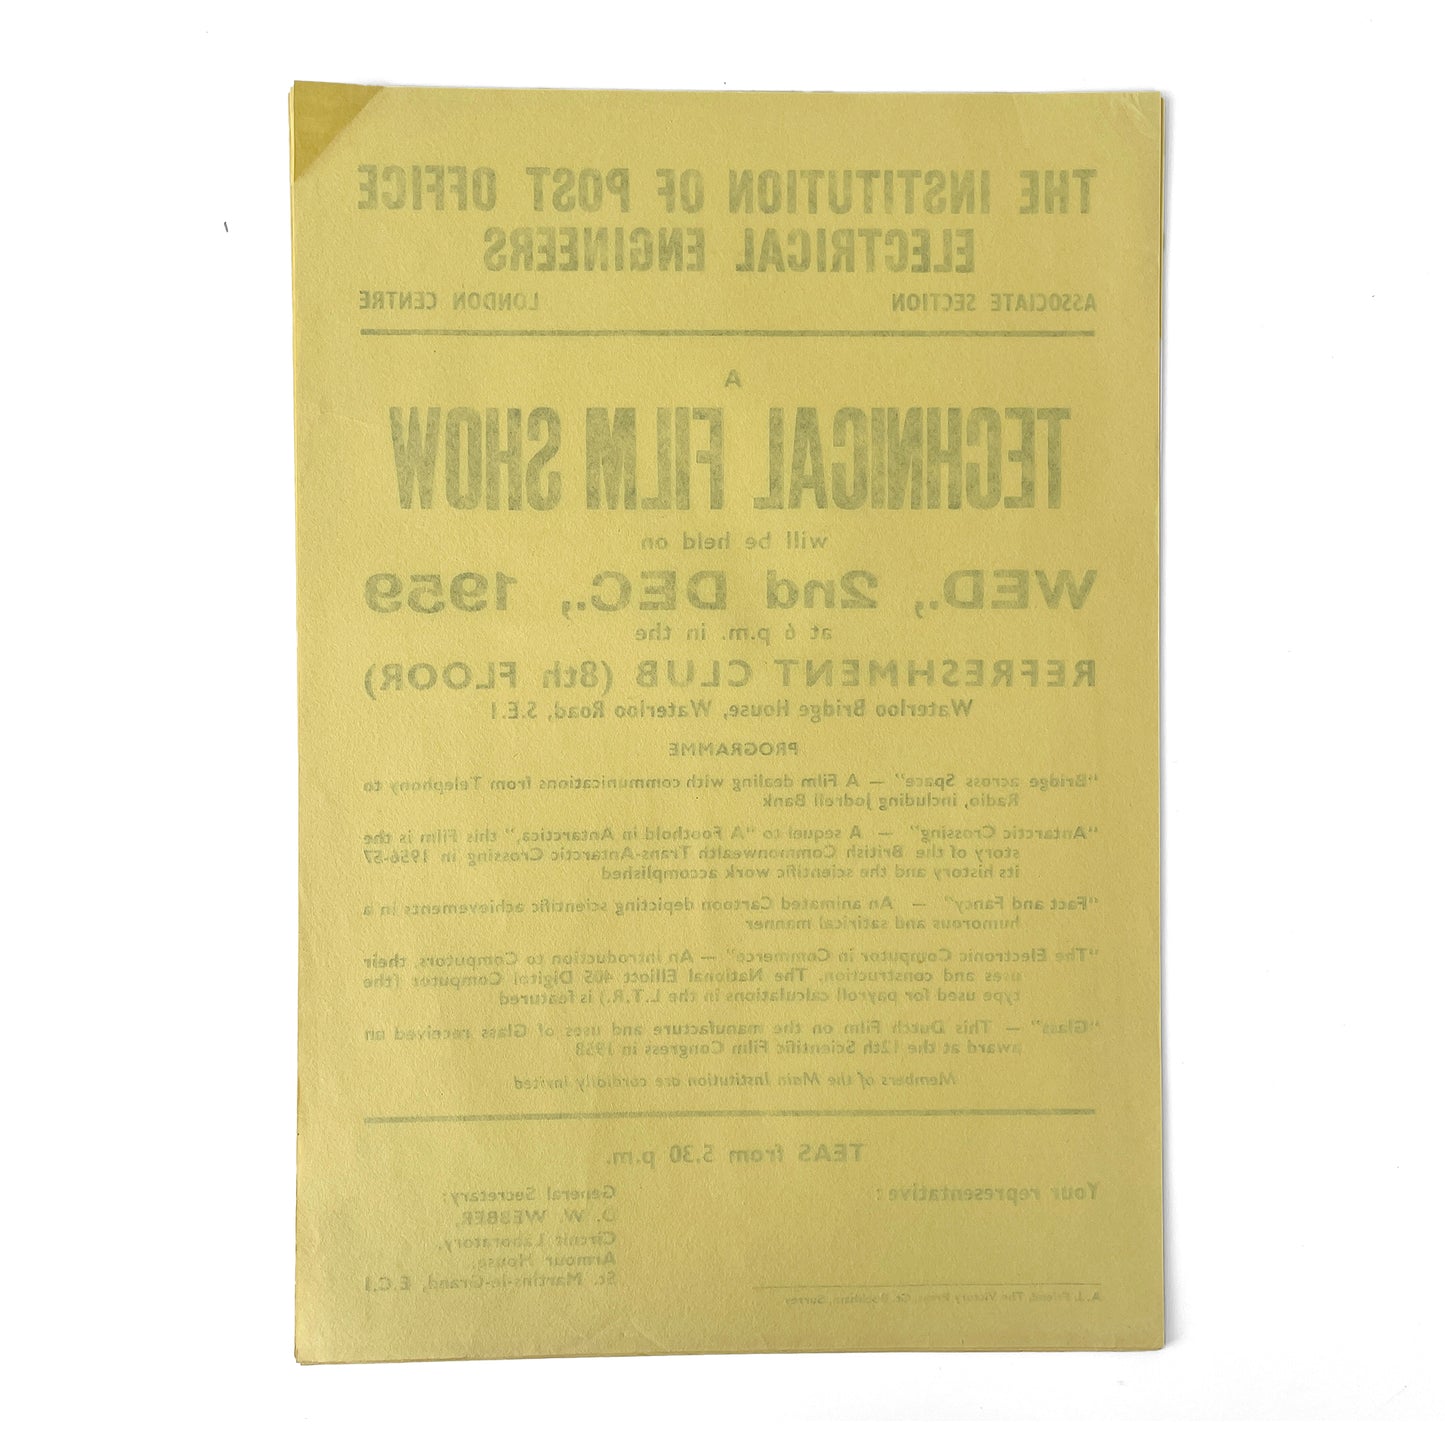 THE INSTITUTION OF POST OFFICE
ELECTRICAL ENGINEERS
ASSOCIATE SECTION LONDON CENTRE
A
TECHNICAL FILM SHOW
will be held on
WED., 2nd DEC., 1959
at 6 p.m. in the
REFRESHMENT CLUB (8th FLOOR)
Waterloo Bridge House, Waterloo Road, S.E.1
PROGRAMME
"Bridge across Space" — A Film dealing with communications from Telephony to
Radio, including Jodrell Bank
"Antarctic Crossing" — A sequel to "A Foothold in Antarctica," this Film is the
story of the British Commonwealth Trans-Antarctic Crossing in 1956-57
its history and the scientific work accomplished
"Fact and Fancy" — An animated Cartoon depicting scientific achievements in a
humorous and satirical manner
"The Electronic Computor in Commerce" — An Introduction to Computors, their
uses and construction. The National Elliott 405 Digital Computor (the
type used for payroll calculations in the L.T.R.) is featured
"Glass" — This Dutch Film on the manufacture and uses of Glass received an
award at the 12th Scientific Film Congress in 1958
Members of the Main Institution are cordially invited
TEAS from 5.30 p.m.
Your representative:
General Secretary:
D. W. WEBBER,
Circuit Laboratory,
Armour House,
St. Martins-le-Grand, E.C.1
A. J. Friend, The Victory Press, Gt. Bookham, Surrey